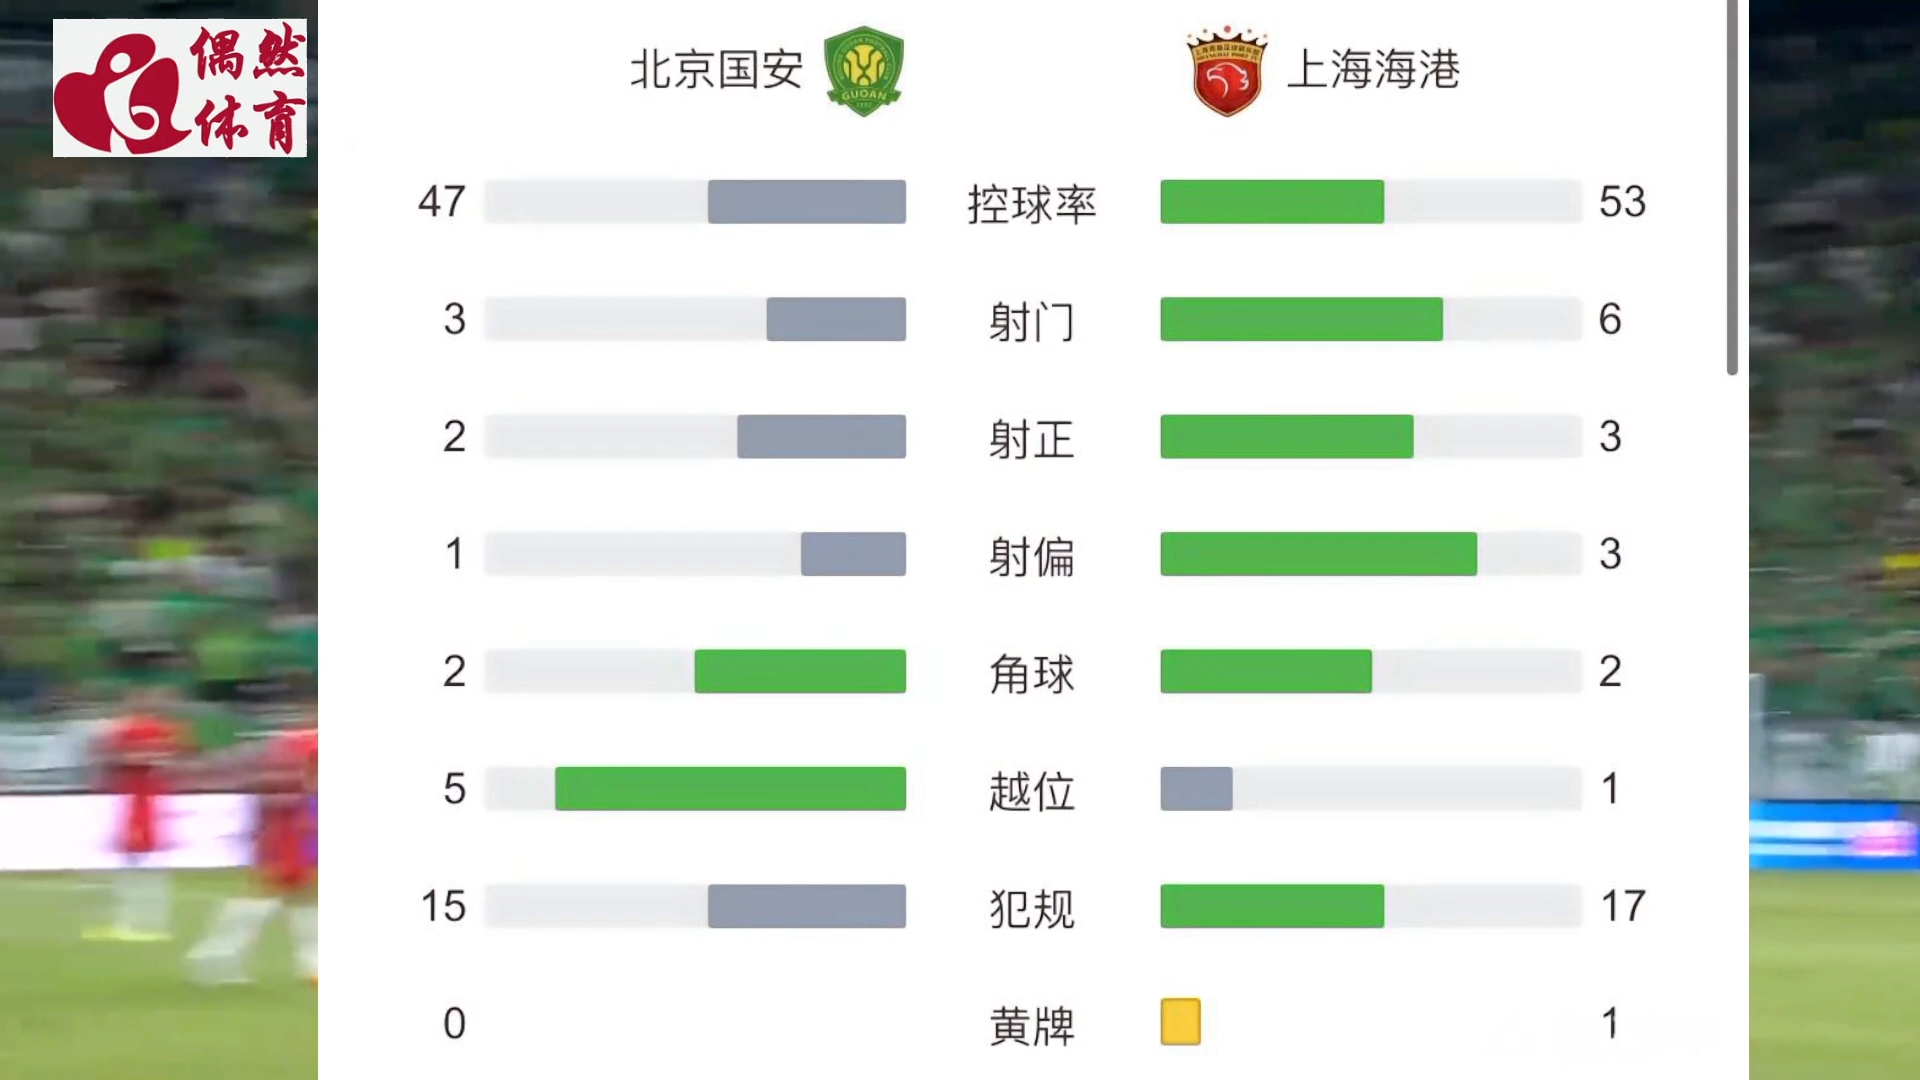 偶然
体育
北京国安
GUOAN
上海海港
47 控球率 53
3 射门 6
2 射正 3
1 射偏 3
2 角球 2
5 越位 1
15 犯规 17
0 黄牌 1